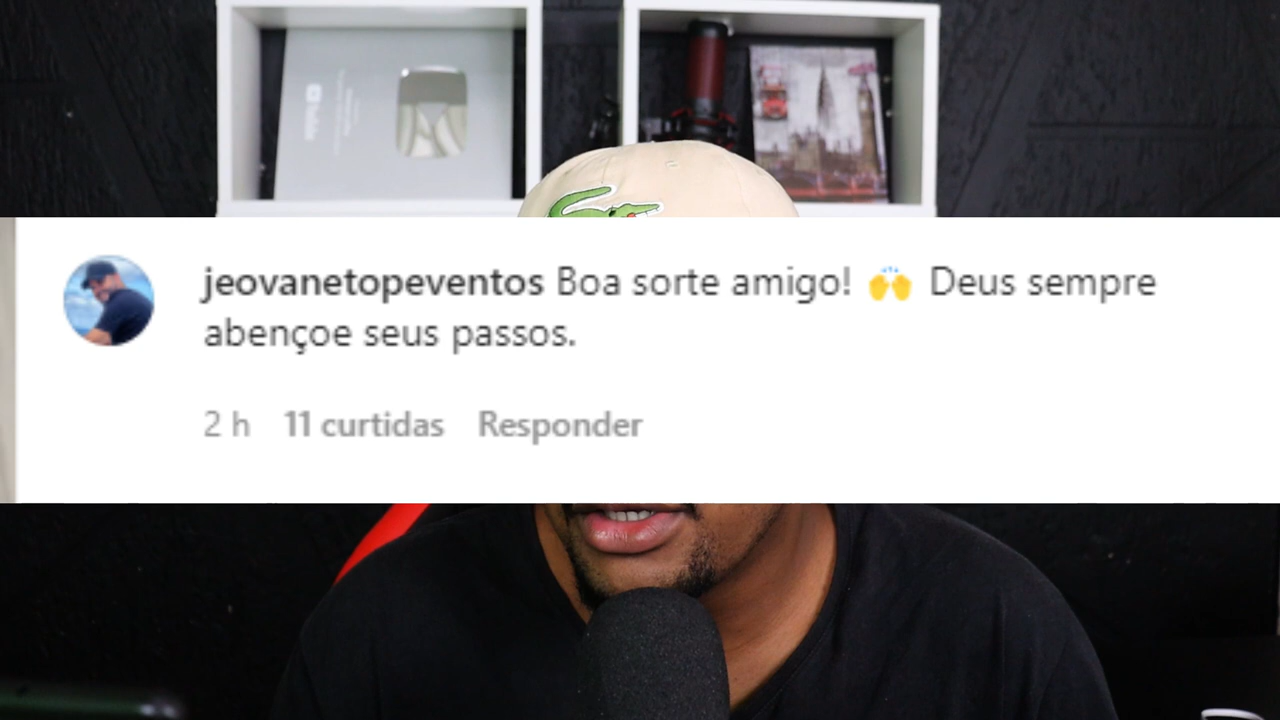 jeovanetopeventos Boa sorte amigo! 🙌 Deus sempre
abençoe seus passos.
2 h 11 curtidas Responder